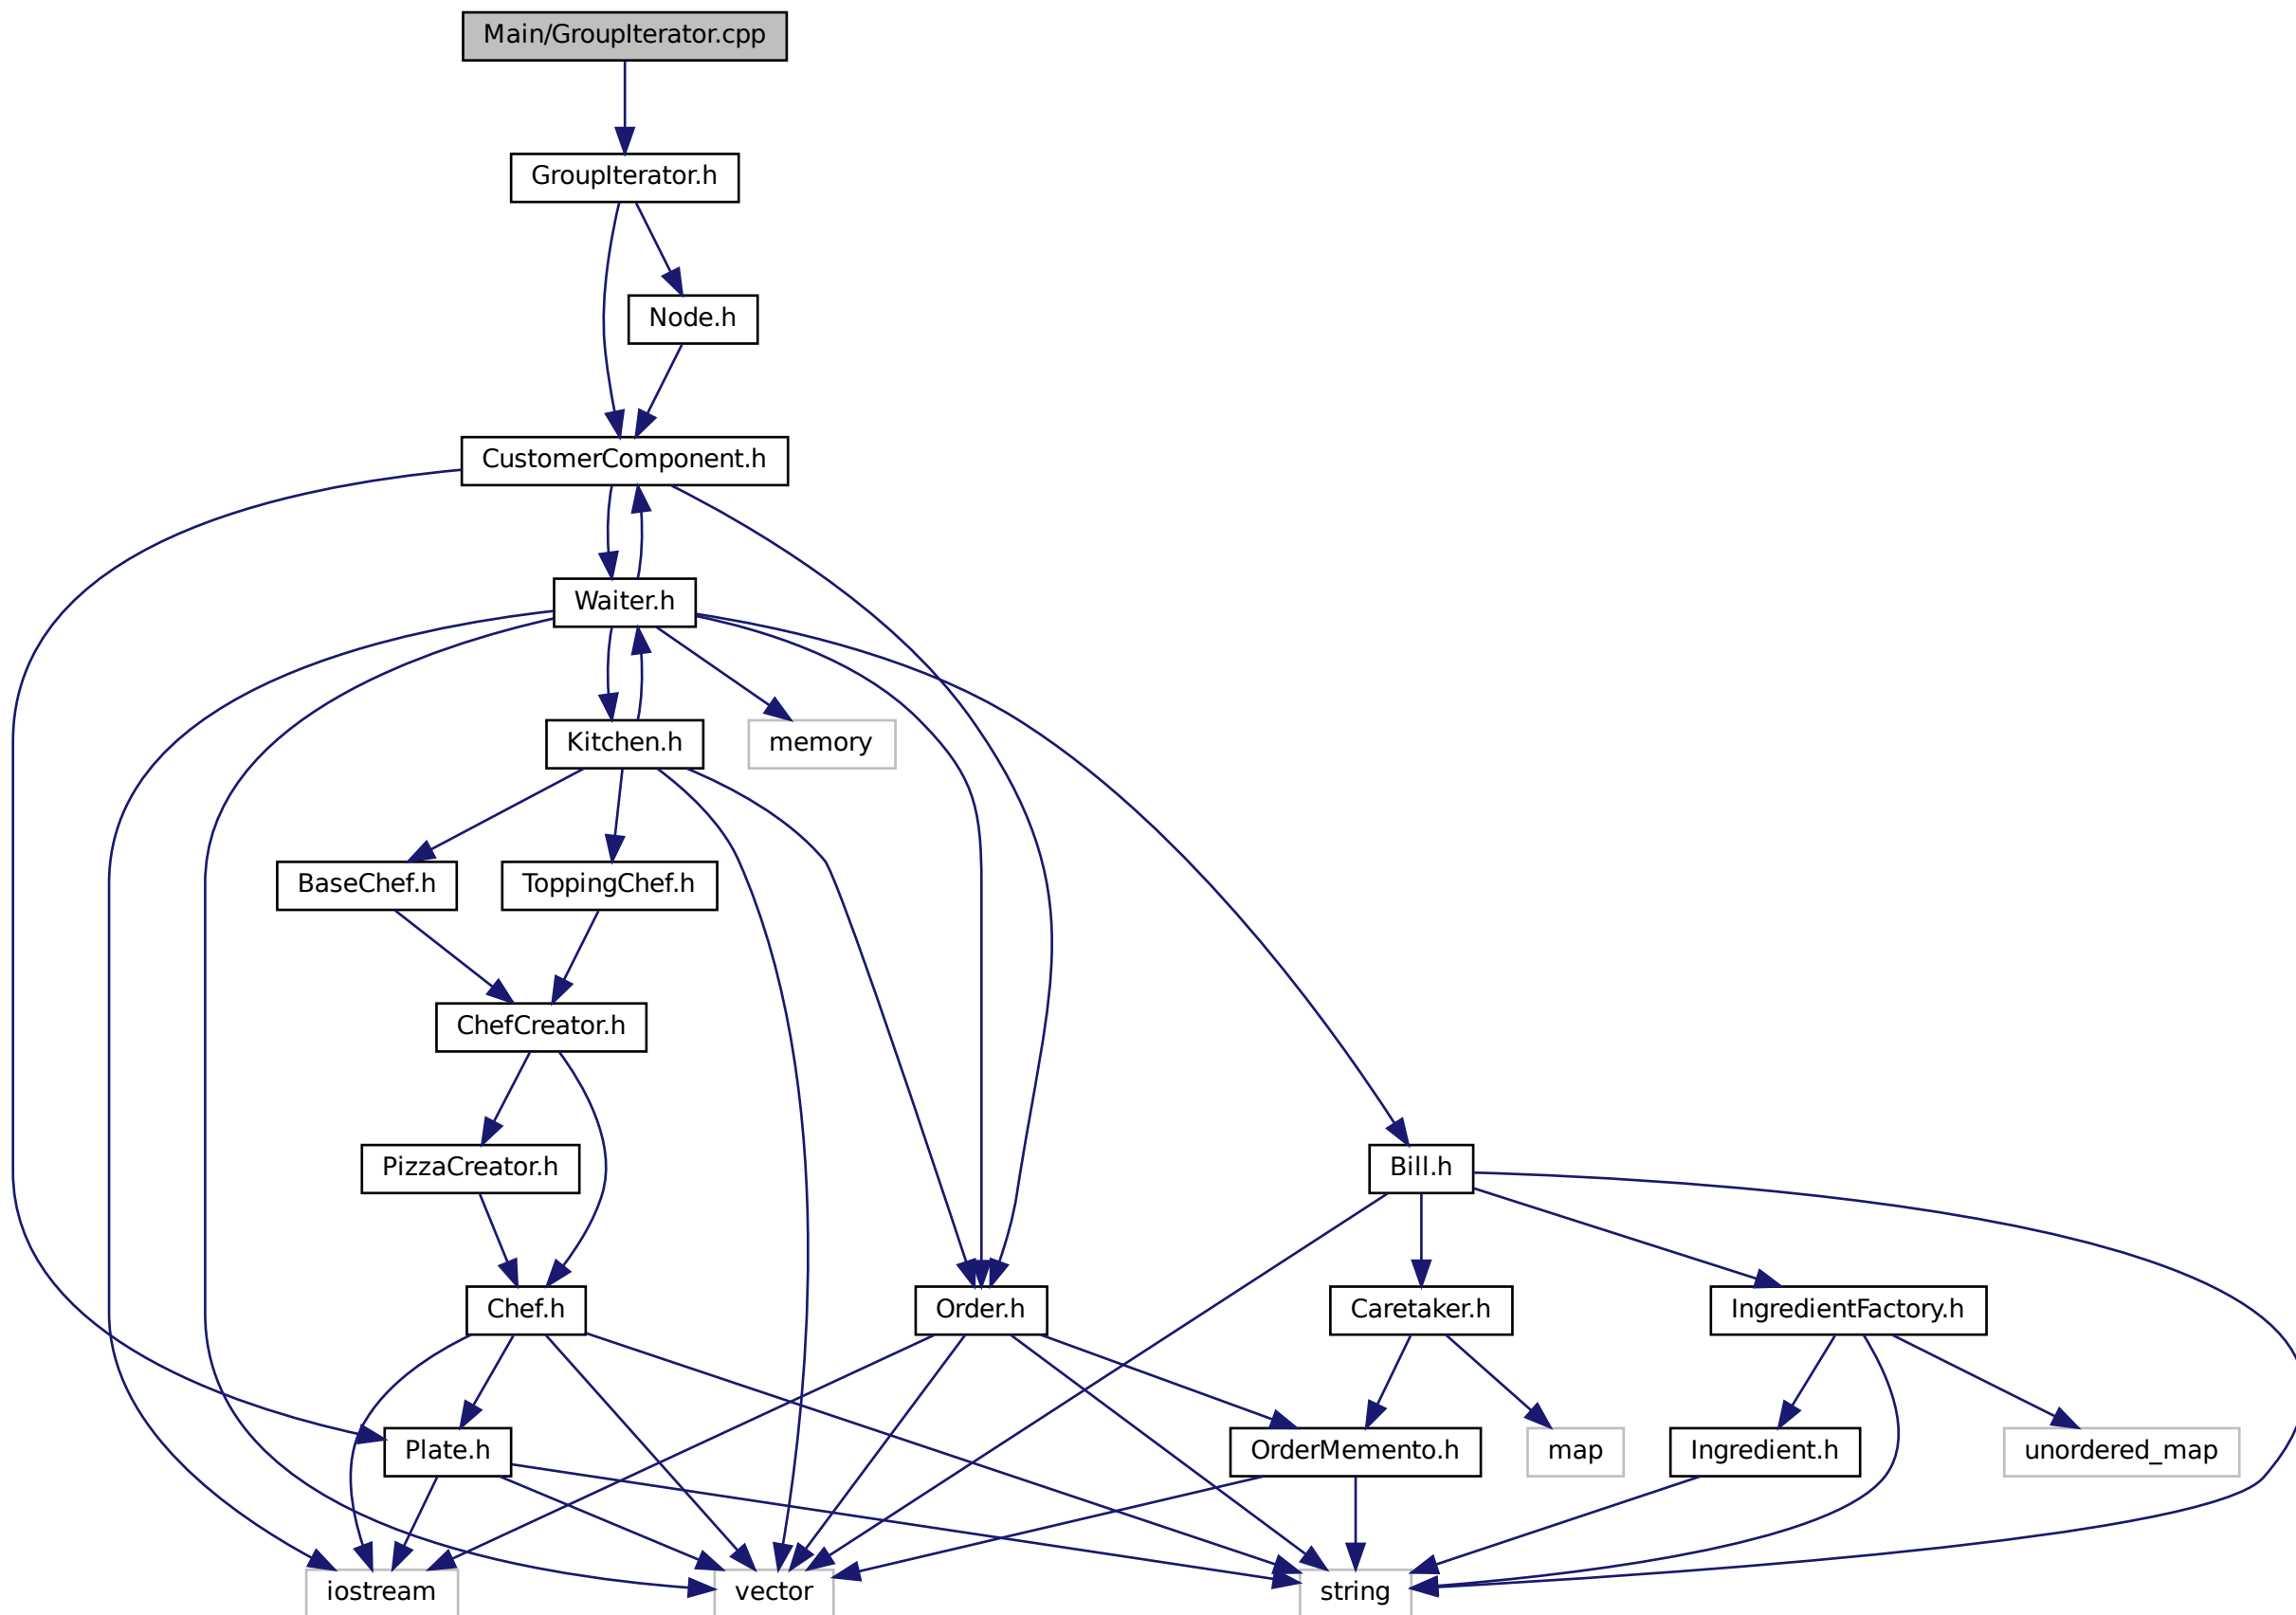 Main/GroupIterator.cpp
GroupIterator.h
Node.h
CustomerComponent.h
Waiter.h
Kitchen.h
memory
BaseChef.h
ToppingChef.h
ChefCreator.h
PizzaCreator.h
Bill.h
Chef.h
Order.h
Caretaker.h
IngredientFactory.h
Plate.h
OrderMemento.h
map
Ingredient.h
unordered_map
iostream
vector
string